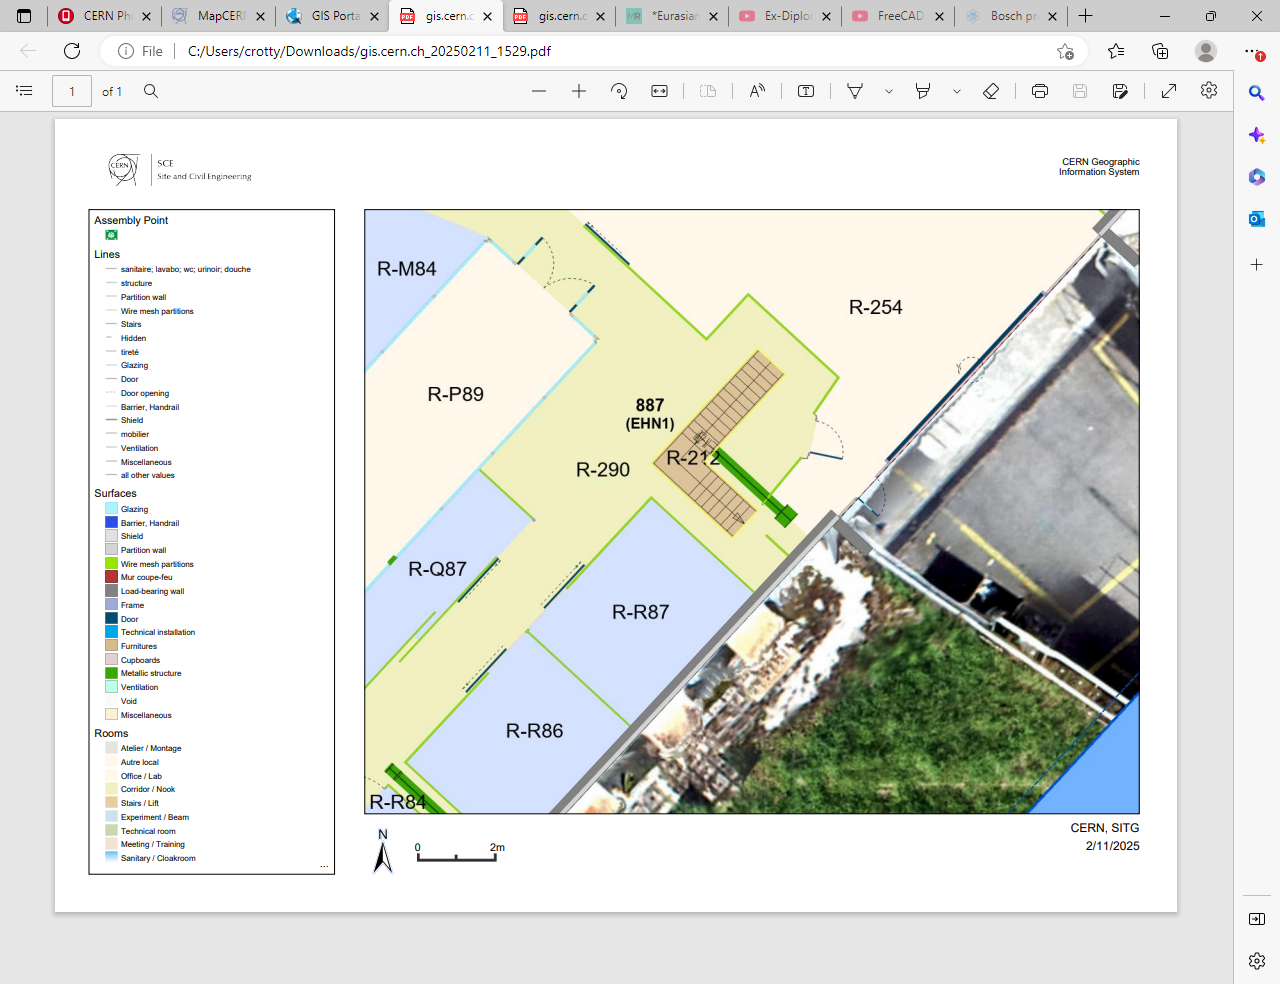 CERN Ph
MapCERN
GIS Porta
gis.cern.c
gis.cern.c
*Eurasian
Ex-Diplo
FreeCAD
Bosch pr
File
C:/Users/crotty/Downloads/gis.cern.ch_20250211_1529.pdf
1 of 1
CERN
SCE
Site and Civil Engineering
CERN Geographic
Information System
Assembly Point
Lines
sanitaire; lavabo; wc; urinoir; douche
structure
Partition wall
Wire mesh partitions
Stairs
Hidden
tireté
Glazing
Door
Door opening
Barrier, Handrail
Shield
mobilier
Ventilation
Miscellaneous
all other values
Surfaces
Glazing
Barrier, Handrail
Shield
Partition wall
Wire mesh partitions
Mur coupe-feu
Load-bearing wall
Frame
Door
Technical installation
Furnitures
Cupboards
Metallic structure
Ventilation
Void
Miscellaneous
Rooms
Atelier / Montage
Autre local
Office / Lab
Corridor / Nook
Stairs / Lift
Experiment / Beam
Technical room
Meeting / Training
Sanitary / Cloakroom
...
R-M84
R-254
R-P89
887
(EHN1)
R-212
R-290
R-Q87
R-R87
R-R86
R-R84
N
0 2m
CERN, SITG
2/11/2025